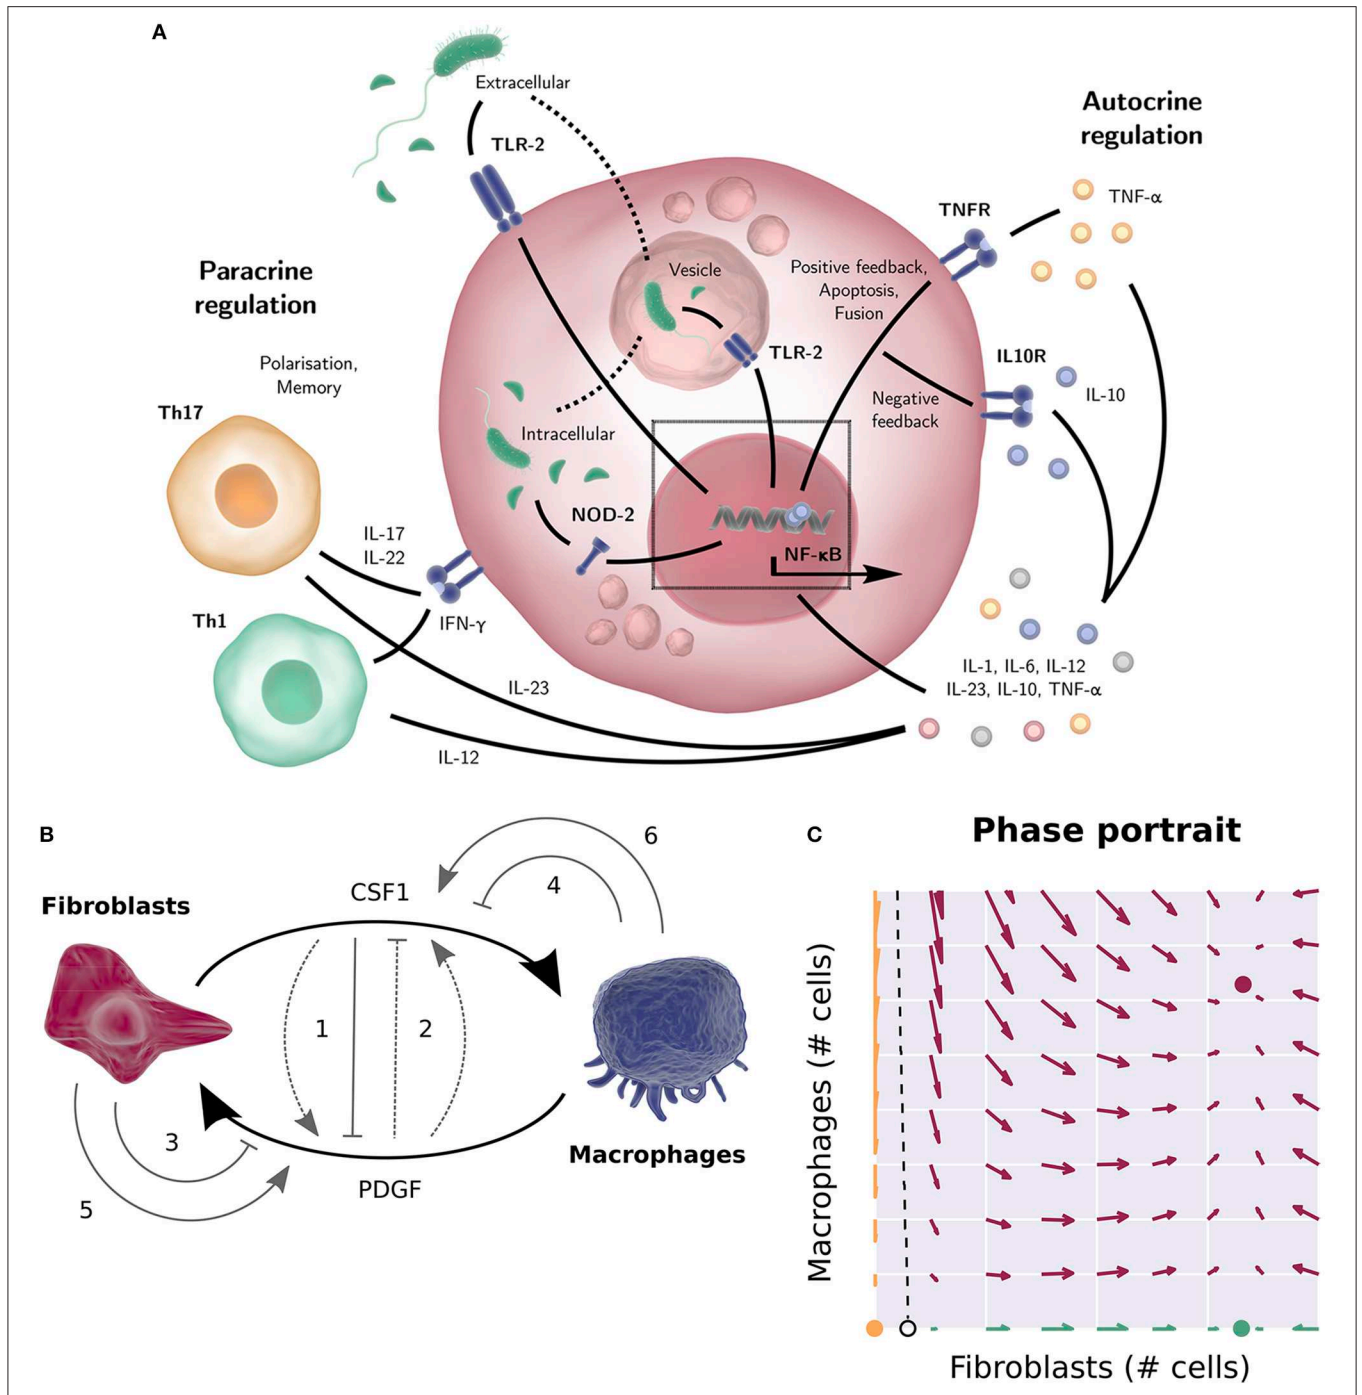 A
Extracellular
TLR-2
Autocrine
regulation
TNF-α
TNFR
Paracrine
regulation
Vesicle
Positive feedback,
Apoptosis,
Fusion
TLR-2
Polarisation,
Memory
IL10R
IL-10
Negative
feedback
Th17
Intracellular
NOD-2
IL-17
IL-22
NF-κB
Th1
IFN-γ
IL-1, IL-6, IL-12
IL-23, IL-10, TNF-α
IL-23
IL-12
B
6
4
CSF1
Fibroblasts
1
2
3
Macrophages
PDGF
5
C
Phase portrait
Macrophages (# cells)
Fibroblasts (# cells)